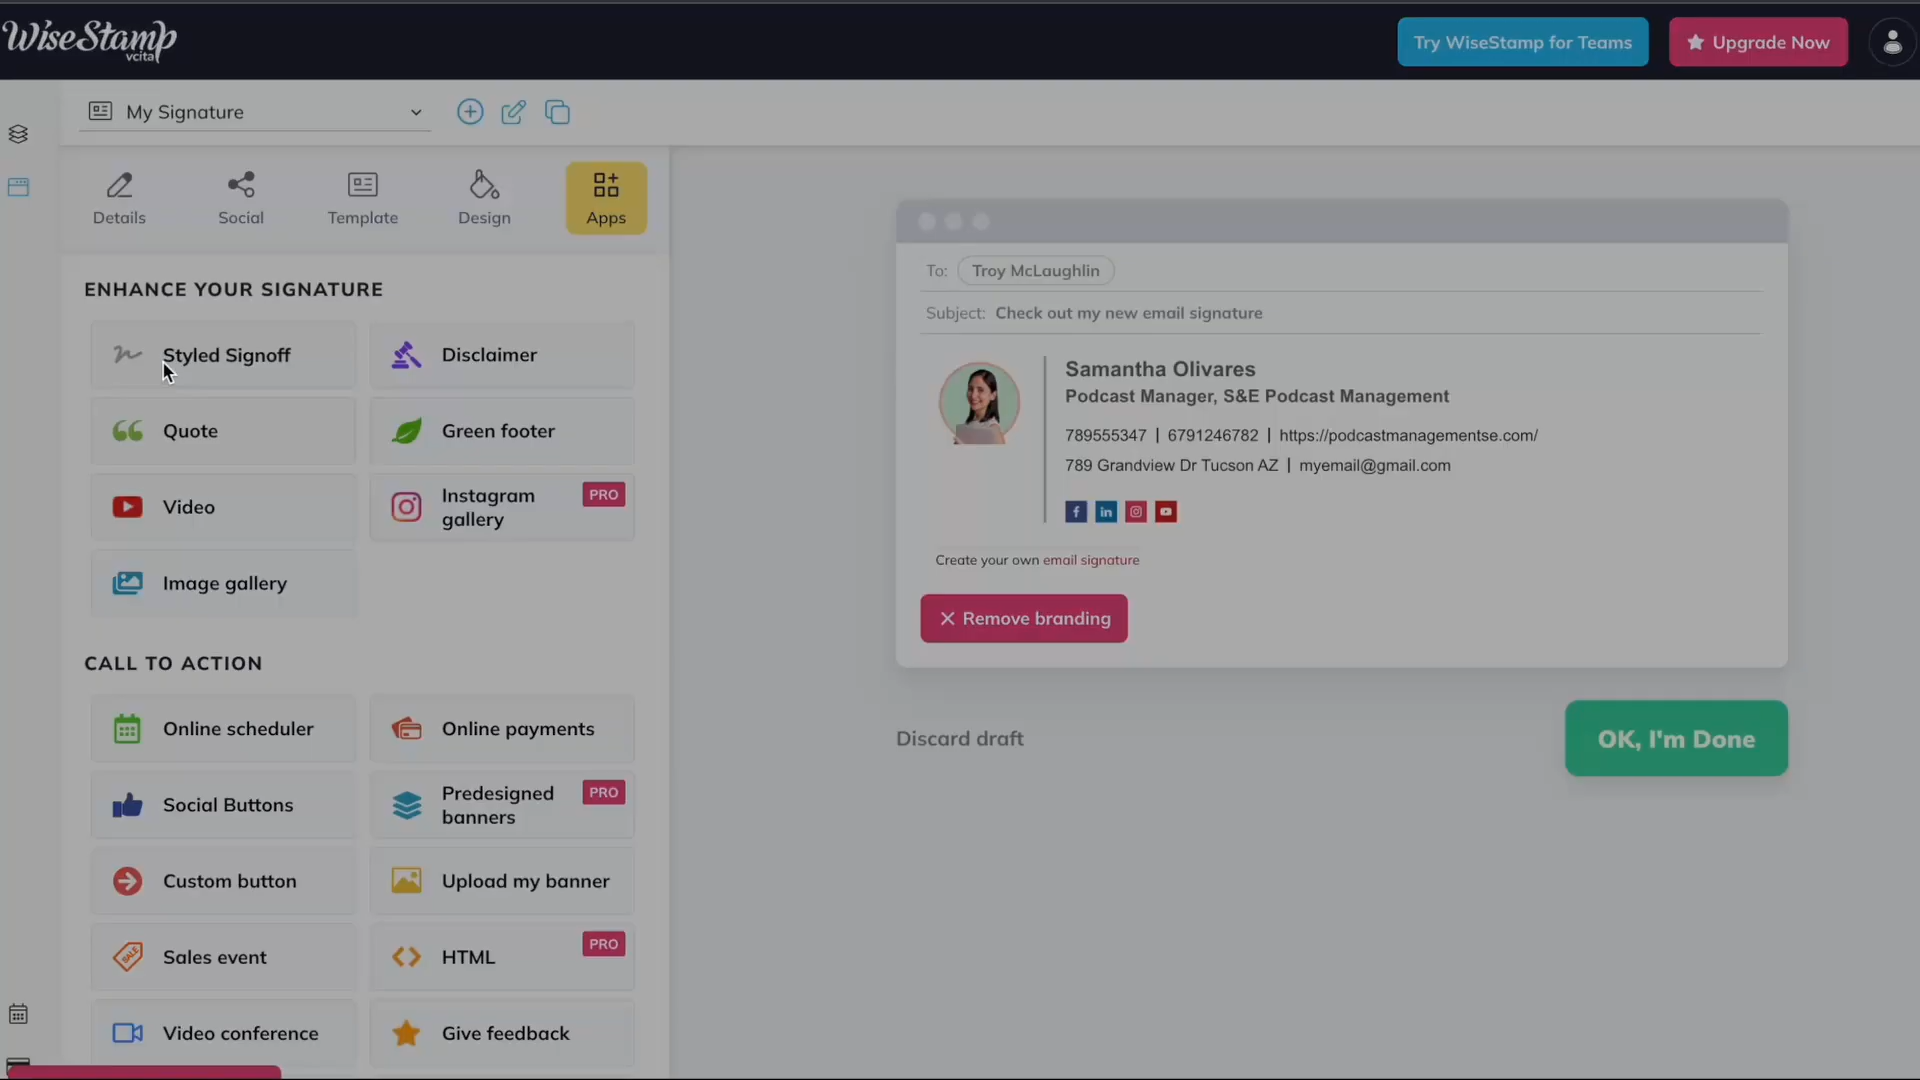 WiseStamp
vcita
Try WiseStamp for Teams
Upgrade Now
My Signature
Details
Social
Template
Design
Apps
ENHANCE YOUR SIGNATURE
Styled Signoff
Disclaimer
Quote
Green footer
Video
Instagram
gallery
PRO
Image gallery
CALL TO ACTION
Online scheduler
Online payments
Social Buttons
Predesigned
banners
PRO
Custom button
Upload my banner
SALE
Sales event
HTML
PRO
Video conference
Give feedback
To: Troy McLaughlin
Subject: Check out my new email signature
Samantha Olivares
Podcast Manager, S&E Podcast Management
789555347 | 6791246782 | https://podcastmanagementse.com/
789 Grandview Dr Tucson AZ | myemail@gmail.com
Create your own email signature
Remove branding
Discard draft
OK, I'm Done